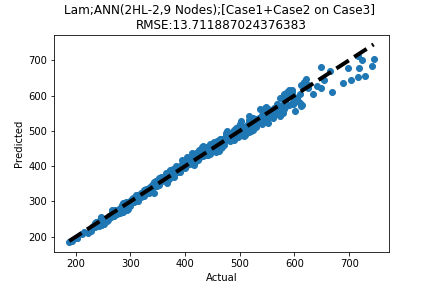 Lam;ANN(2HL-2,9 Nodes);[Case1+Case2 on Case3]
RMSE:13.711887024376383
700
600
500
400
300
200
Predicted
200 300 400 500 600 700
Actual